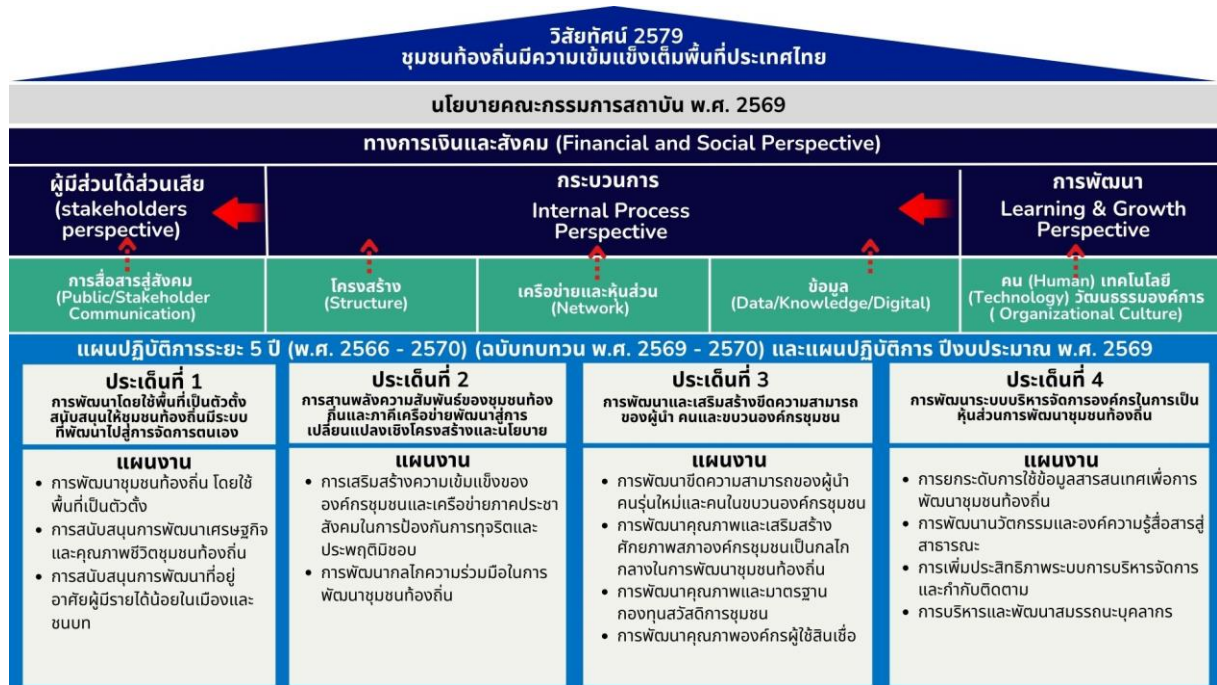 วิสัยทัศน์ 2579
ชุมชนท้องถิ่นมีความเข้มแข็งเต็มพื้นที่ประเทศไทย
นโยบายคณะกรรมการสถาบัน พ.ศ. 2569
ทางการเงินและสังคม (Financial and Social Perspective)
ผู้มีส่วนได้ส่วนเสีย
(stakeholders
perspective)
กระบวนการ
Internal Process
Perspective
การพัฒนา
Learning & Growth
Perspective
การสื่อสารสู่สังคม
(Public/Stakeholder
Communication)
โครงสร้าง
(Structure)
เครือข่ายและหุ้นส่วน
(Network)
ข้อมูล
(Data/Knowledge/Digital)
คน (Human) เทคโนโลยี
(Technology) วัฒนธรรมองค์การ
( Organizational Culture)
แผนปฏิบัติการระยะ 5 ปี (พ.ศ. 2566 - 2570) (ฉบับทบทวน พ.ศ. 2569 - 2570) และแผนปฏิบัติการ ปีงบประมาณ พ.ศ. 2569
ประเด็นที่ 1
การพัฒนาโดยใช้พื้นที่เป็นตัวตั้ง
สนับสนุนให้ชุมชนท้องถิ่นมีระบบ
ที่พัฒนาไปสู่การจัดการตนเอง
แผนงาน
• การพัฒนาชุมชนท้องถิ่น โดยใช้
พื้นที่เป็นตัวตั้ง
• การสนับสนุนการพัฒนาเศรษฐกิจ
และคุณภาพชีวิตชุมชนท้องถิ่น
• การสนับสนุนการพัฒนาที่อยู่
อาศัยผู้มีรายได้น้อยในเมืองและ
ชนบท
ประเด็นที่ 2
การสานพลังความสัมพันธ์ของชุมชนท้อง
ถิ่นและภาคีเครือข่ายพัฒนาสู่การ
เปลี่ยนแปลงเชิงโครงสร้างและนโยบาย
แผนงาน
• การเสริมสร้างความเข้มแข็งของ
องค์กรชุมชนและเครือข่ายภาคประชา
สังคมในการป้องกันการทุจริตและ
ประพฤติมิชอบ
• การพัฒนากลไกความร่วมมือในการ
พัฒนาชุมชนท้องถิ่น
ประเด็นที่ 3
การพัฒนาและเสริมสร้างขีดความสามารถ
ของผู้นำ คนและขบวนองค์กรชุมชน
แผนงาน
• การพัฒนาขีดความสามารถของผู้นำ
คนรุ่นใหม่และคนในขบวนองค์กรชุมชน
• การพัฒนาคุณภาพและเสริมสร้าง
ศักยภาพสภาองค์กรชุมชนเป็นกลไก
กลางในการพัฒนาชุมชนท้องถิ่น
• การพัฒนาคุณภาพและมาตรฐาน
กองทุนสวัสดิการชุมชน
• การพัฒนาคุณภาพองค์กรผู้ใช้สินเชื่อ
ประเด็นที่ 4
การพัฒนาระบบบริหารจัดการองค์กรในการเป็น
หุ้นส่วนการพัฒนาชุมชนท้องถิ่น
แผนงาน
• การยกระดับการใช้ข้อมูลสารสนเทศเพื่อการ
พัฒนาชุมชนท้องถิ่น
• การพัฒนานวัตกรรมและองค์ความรู้สื่อสารสู่
สาธารณะ
• การเพิ่มประสิทธิภาพระบบการบริหารจัดการ
และกำกับติดตาม
• การบริหารและพัฒนาสมรรถนะบุคลากร